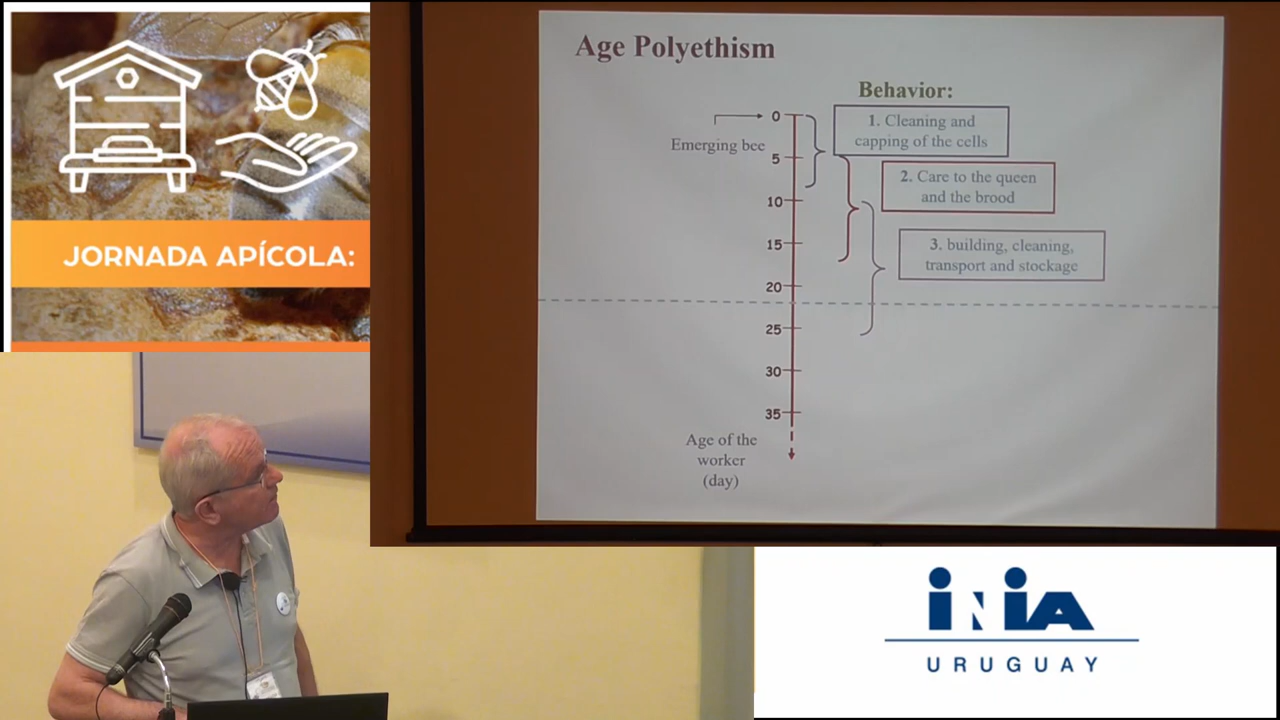 JORNADA APÍCOLA:
Age Polyethism
Behavior:
0
Emerging bee
5
10
15
20
25
30
35
Age of the
worker
(day)
1. Cleaning and
capping of the cells
2. Care to the queen
and the brood
3. building, cleaning,
transport and stockage
INIA
URUGUAY